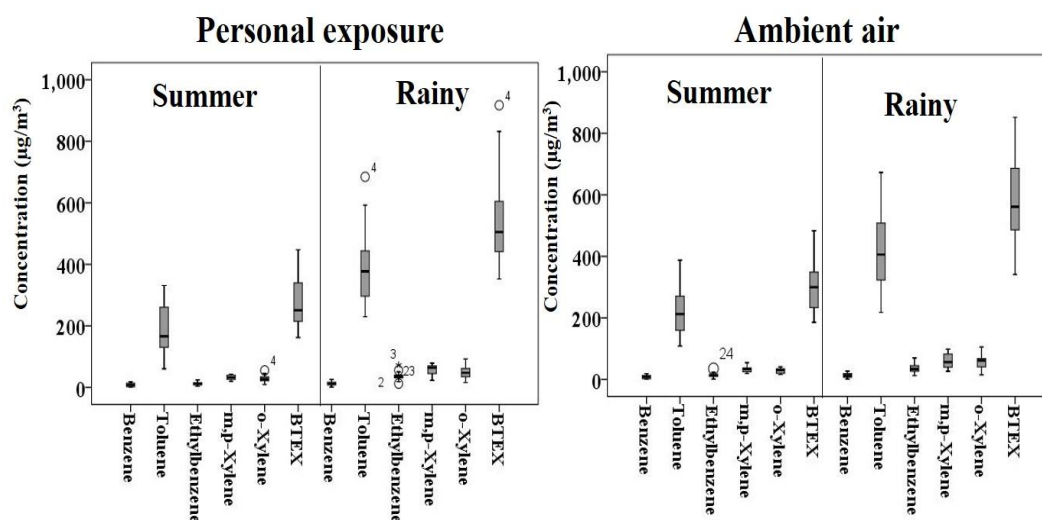 Personal exposure
Concentration (µg/m³)
1,000
800
600
400
200
0
Summer
Rainy
4
4
3
23
2
4
Benzene
Toluene
Ethylbenzene
m,p-Xylene
o-Xylene
BTEX
Benzene
Toluene
Ethylbenzene
m,p-Xylene
o-Xylene
BTEX
Ambient air
Concentration (µg/m³)
1,000
800
600
400
200
0
Summer
Rainy
24
Benzene
Toluene
Ethylbenzene
m,p-Xylene
o-Xylene
BTEX
Benzene
Toluene
Ethylbenzene
m,p-Xylene
o-Xylene
BTEX